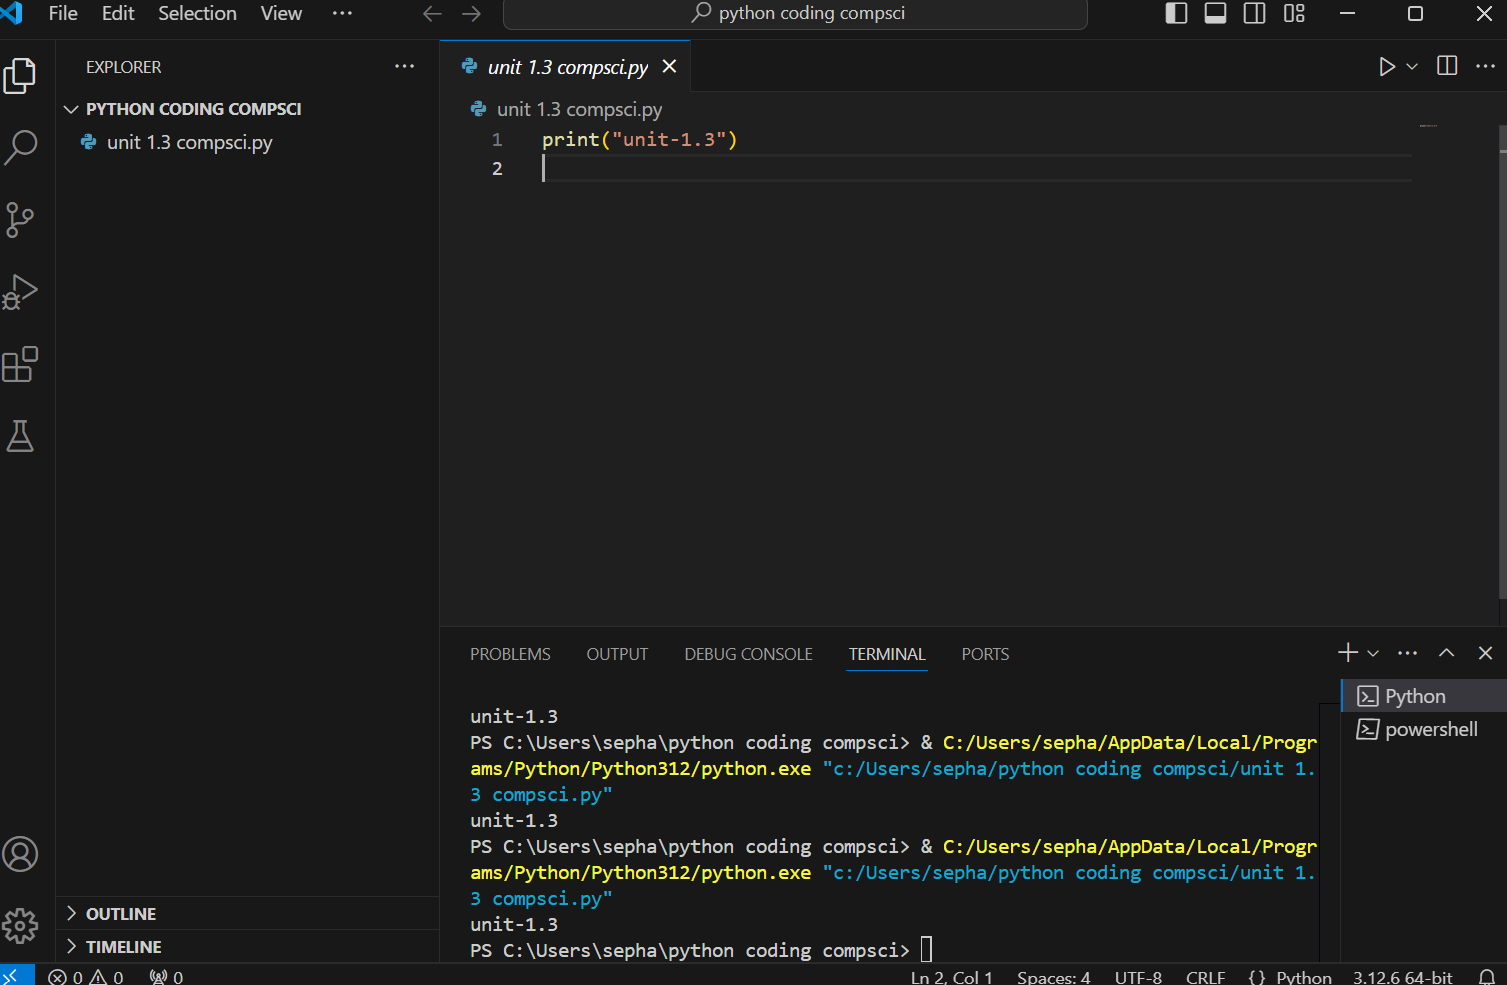 File Edit Selection View ···
python coding compsci
EXPLORER ···
PYTHON CODING COMPSCI
unit 1.3 compsci.py
OUTLINE
TIMELINE
unit 1.3 compsci.py
unit 1.3 compsci.py
1 print("unit-1.3")
2
PROBLEMS OUTPUT DEBUG CONSOLE TERMINAL PORTS
unit-1.3
PS C:\Users\sepha\python coding compsci> & C:/Users/sepha/AppData/Local/Progr
ams/Python/Python312/python.exe "c:/Users/sepha/python coding compsci/unit 1.
3 compsci.py"
unit-1.3
PS C:\Users\sepha\python coding compsci> & C:/Users/sepha/AppData/Local/Progr
ams/Python/Python312/python.exe "c:/Users/sepha/python coding compsci/unit 1.
3 compsci.py"
unit-1.3
PS C:\Users\sepha\python coding compsci>
Python
powershell
0 0 0 Ln 2, Col 1 Spaces: 4 UTF-8 CRLF {} Python 3.12.6 64-bit